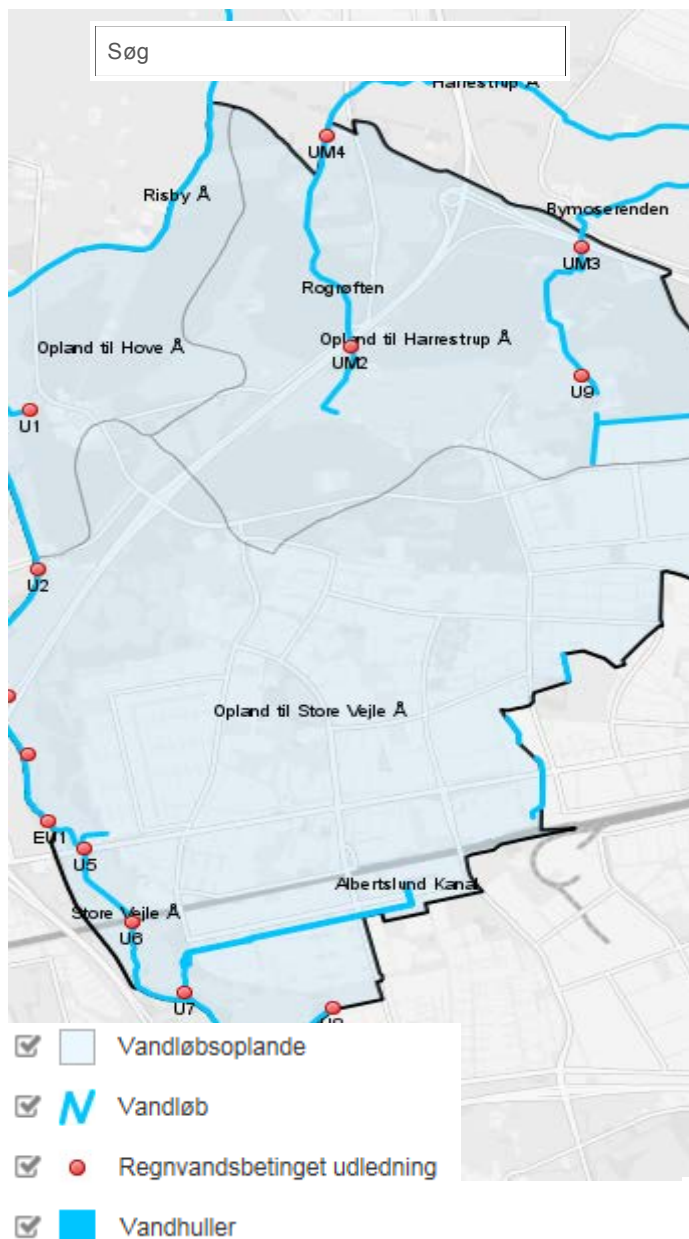 Søg
Harrestrup Å
UM4
Risby Å
Bymoserenden
UM3
Rogrøften
Opland til Hove Å
Opland til Harrestrup Å
UM2
U9
U1
U2
Opland til Store Vejle Å
EU1
U5
Albertslund Kanal
Store Vejle Å
U6
U7
Vandløbsoplande
Vandløb
Regnvandsbetinget udledning
Vandhuller